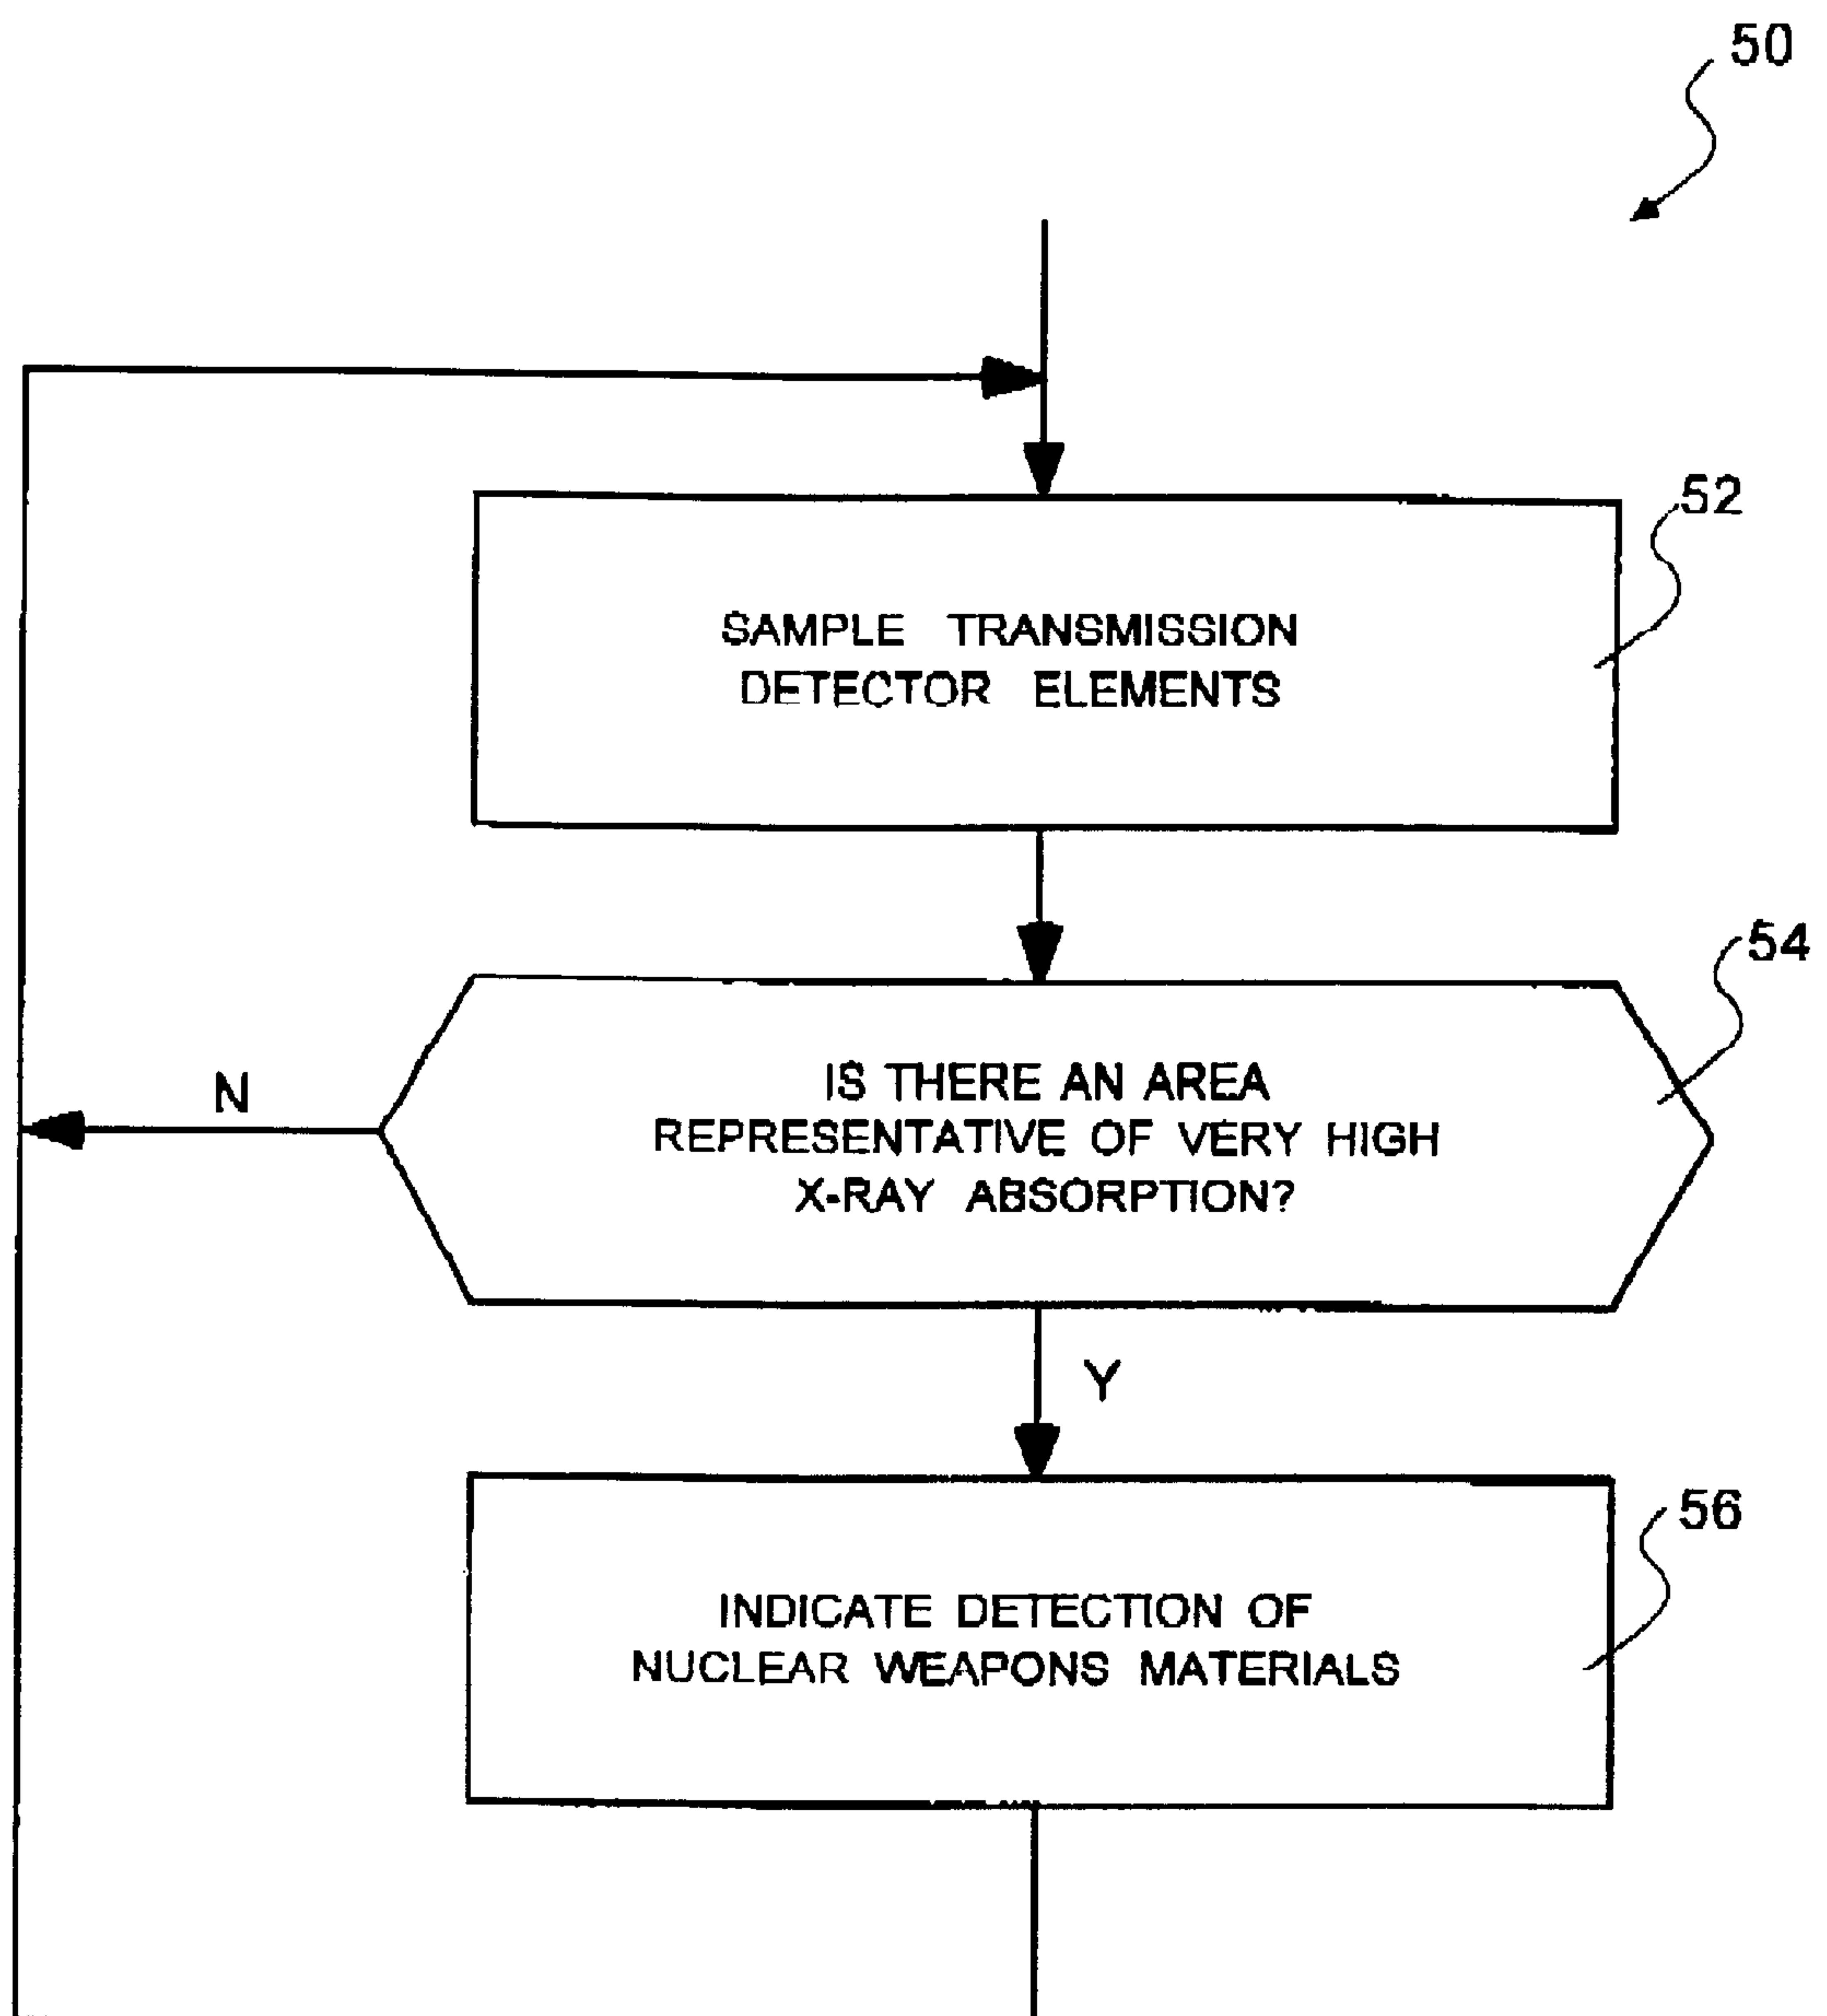 50
52
SAMPLE TRANSMISSION
DETECTOR ELEMENTS
54
IS THERE AN AREA
REPRESENTATIVE OF VERY HIGH
X-RAY ABSORPTION?
N
Y
56
INDICATE DETECTION OF
NUCLEAR WEAPONS MATERIALS